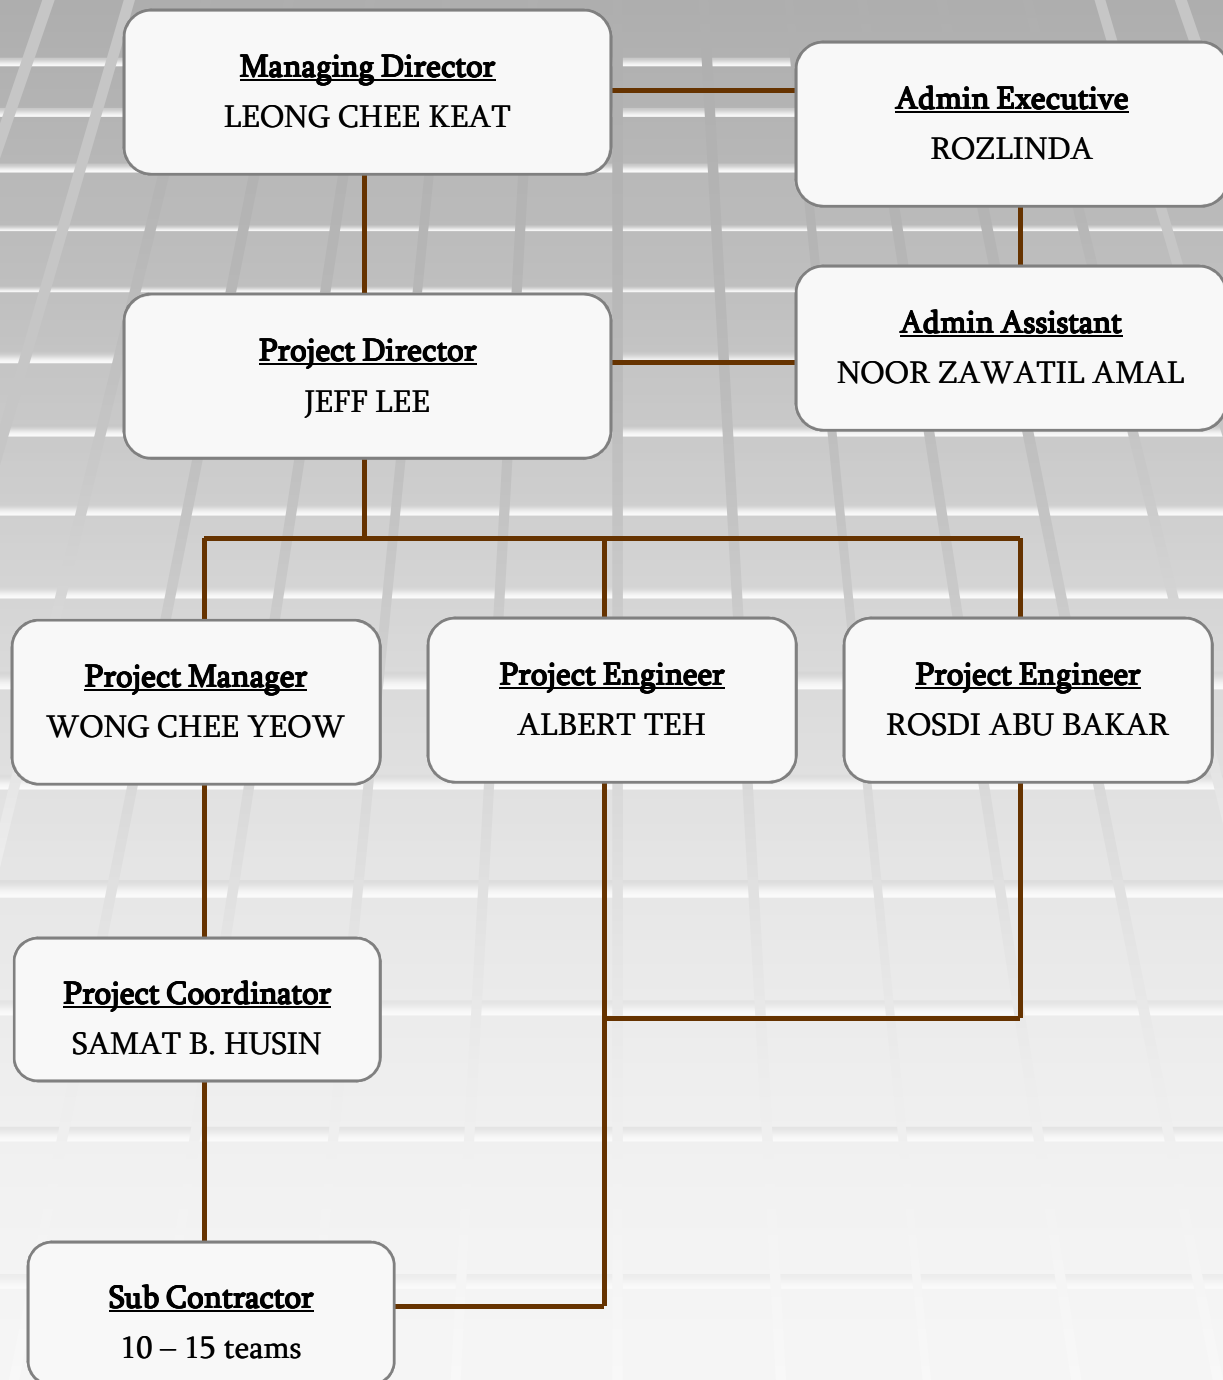 Managing Director
LEONG CHEE KEAT
Admin Executive
ROZLINDA
Project Director
JEFF LEE
Admin Assistant
NOOR ZAWATIL AMAL
Project Manager
WONG CHEE YEOW
Project Engineer
ALBERT TEH
Project Engineer
ROSDI ABU BAKAR
Project Coordinator
SAMAT B. HUSIN
Sub Contractor
10 – 15 teams